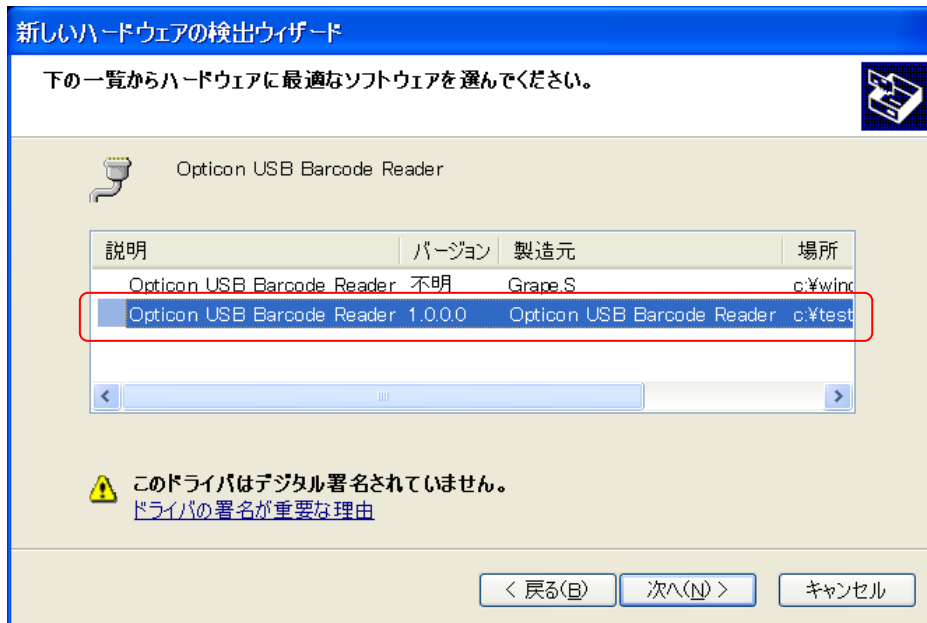 新しいハードウェアの検出ウィザード
下の一覧からハードウェアに最適なソフトウェアを選んでください。
Opticon USB Barcode Reader
説明 バージョン 製造元 場所
Opticon USB Barcode Reader 不明 Grape.S c:¥wind
Opticon USB Barcode Reader 1.0.0.0 Opticon USB Barcode Reader c:¥test
このドライバはデジタル署名されていません。
ドライバの署名が重要な理由
< 戻る(B) 次へ(N) > キャンセル